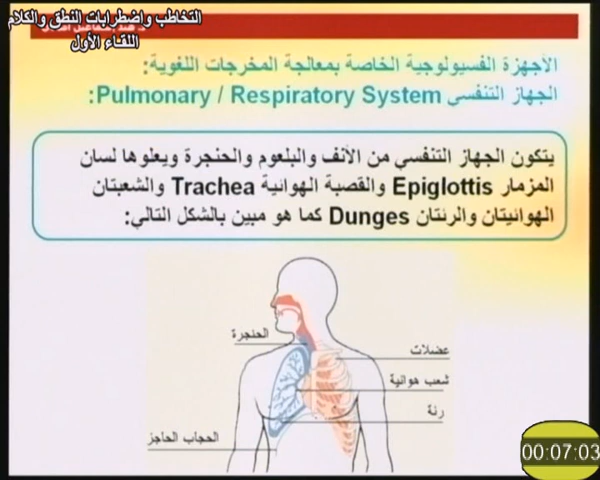 التخاطب واضطرابات النطق والكلام
اللقاء الأول
الأجهزة الفسيولوجية الخاصة بمعالجة المخرجات اللغوية:
الجهاز التنفسي Pulmonary / Respiratory System:
يتكون الجهاز التنفسي من الأنف والبلعوم والحنجرة ويعلوها لسان
المزمار Epiglottis والقصبة الهوائية Trachea والشعبتان
الهوائيتان والرئتان Dunges كما هو مبين بالشكل التالي:
الحنجرة
عضلات
شعب هوائية
رئة
الحجاب الحاجز
00:07:03